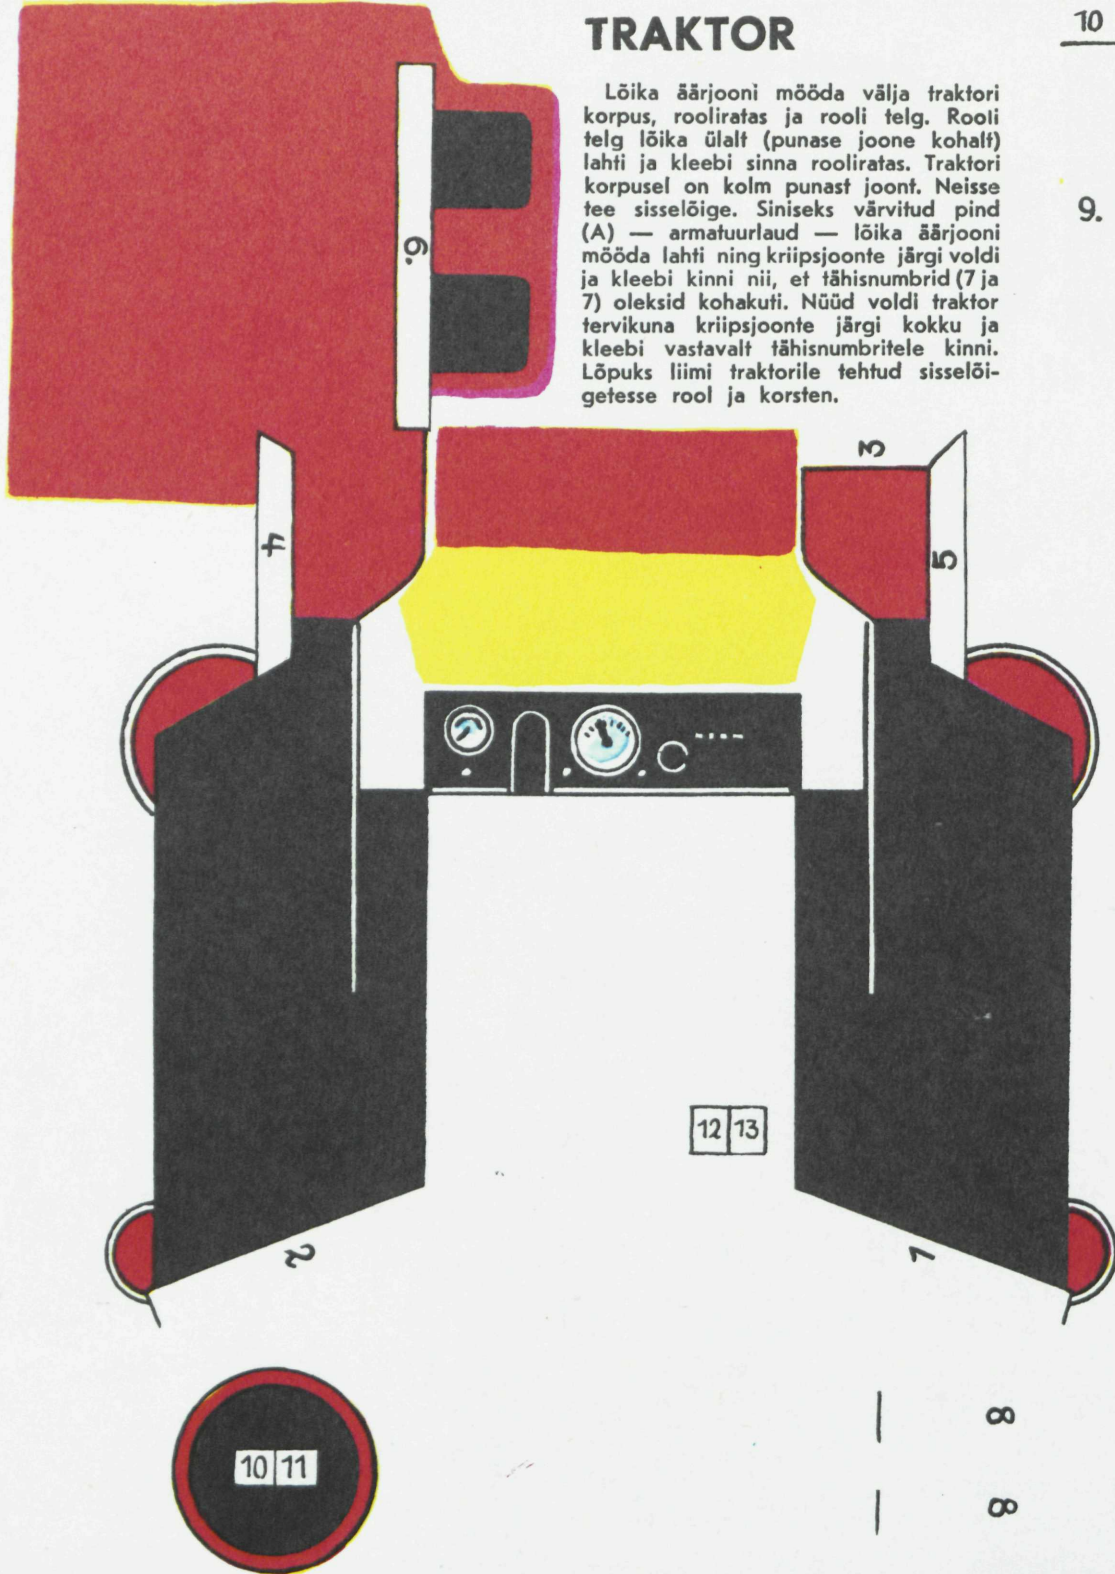 TRAKTOR
10
Lõika äärjooni mööda välja traktori
korpus, rooliratas ja rooli telg. Rooli
telg lõika ülalt (punase joone kohalt)
lahti ja kleebi sinna rooliratas. Traktori
korpusel on kolm punast joont. Neisse
tee sisselõige. Siniseks värvitud pind
(A) — armatuurlaud — lõika äärjooni
mööda lahti ning kriipsjoonte järgi voldi
ja kleebi kinni nii, et tähisnumbrid (7 ja
7) oleksid kohakuti. Nüüd voldi traktor
tervikuna kriipsjoonte järgi kokku ja
kleebi vastavalt tähisnumbritele kinni.
Lõpuks liimi traktorile tehtud sisselõi-
getesse rool ja korsten.
9.
6.
3
4
5
12 13
2
1
10 11
8
8